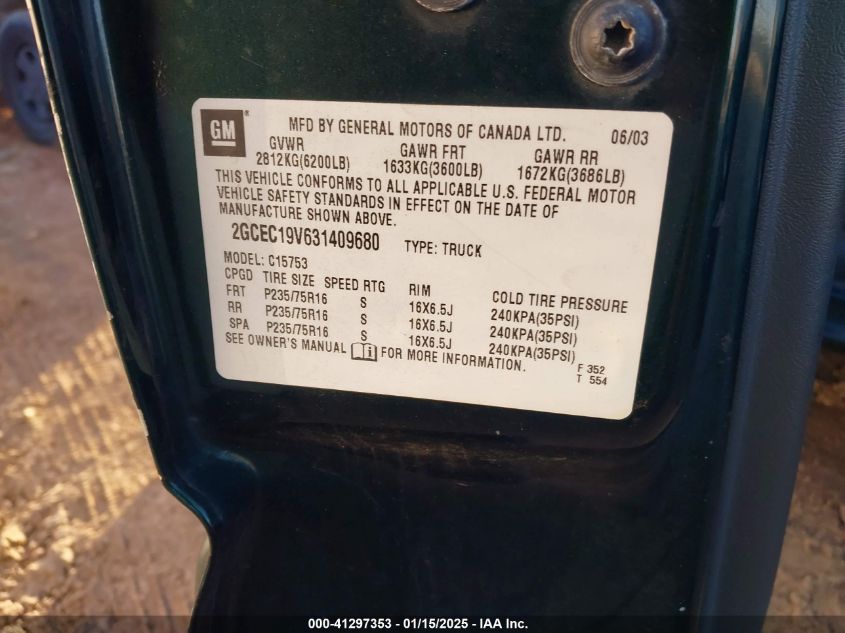 GM ® MFD BY GENERAL MOTORS OF CANADA LTD. 06/03
GVWR GAWR FRT GAWR RR
2812KG(6200LB) 1633KG(3600LB) 1672KG(3686LB)
THIS VEHICLE CONFORMS TO ALL APPLICABLE U.S. FEDERAL MOTOR
VEHICLE SAFETY STANDARDS IN EFFECT ON THE DATE OF
MANUFACTURE SHOWN ABOVE.
2GCEC19V631409680 TYPE: TRUCK
MODEL: C15753
CPGD TIRE SIZE SPEED RTG RIM COLD TIRE PRESSURE
FRT P235/75R16 S 16X6.5J 240KPA(35PSI)
RR P235/75R16 S 16X6.5J 240KPA(35PSI)
SPA P235/75R16 S 16X6.5J 240KPA(35PSI)
SEE OWNER'S MANUAL FOR MORE INFORMATION.
F 352
T 554
000-41297353 - 01/15/2025 - IAA Inc.